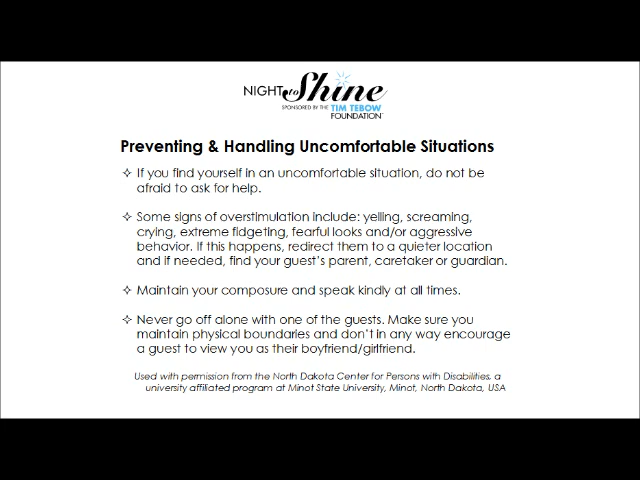 NIGHT to Shine
SPONSORED BY THE TIM TEBOW
FOUNDATION™
Preventing & Handling Uncomfortable Situations
✧ If you find yourself in an uncomfortable situation, do not be
afraid to ask for help.
✧ Some signs of overstimulation include: yelling, screaming,
crying, extreme fidgeting, fearful looks and/or aggressive
behavior. If this happens, redirect them to a quieter location
and if needed, find your guest's parent, caretaker or guardian.
✧ Maintain your composure and speak kindly at all times.
✧ Never go off alone with one of the guests. Make sure you
maintain physical boundaries and don't in any way encourage
a guest to view you as their boyfriend/girlfriend.
Used with permission from the North Dakota Center for Persons with Disabilities, a
university affiliated program at Minot State University, Minot, North Dakota, USA